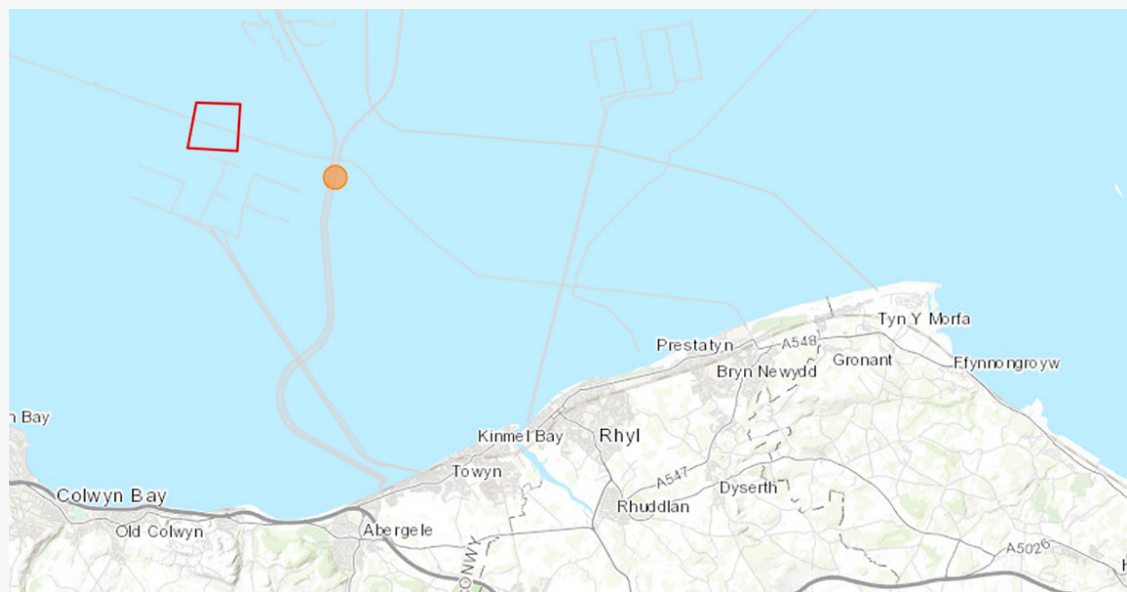 Tyn Y Morfa
Prestatyn
A548
Gronant
Ffynnongroyw
Bryn Newydd
n Bay
Kinmel Bay
Rhyl
Towyn
A547
Dyserth
Colwyn Bay
Rhuddlan
Old Colwyn
Abergele
A5026
CONWY
H